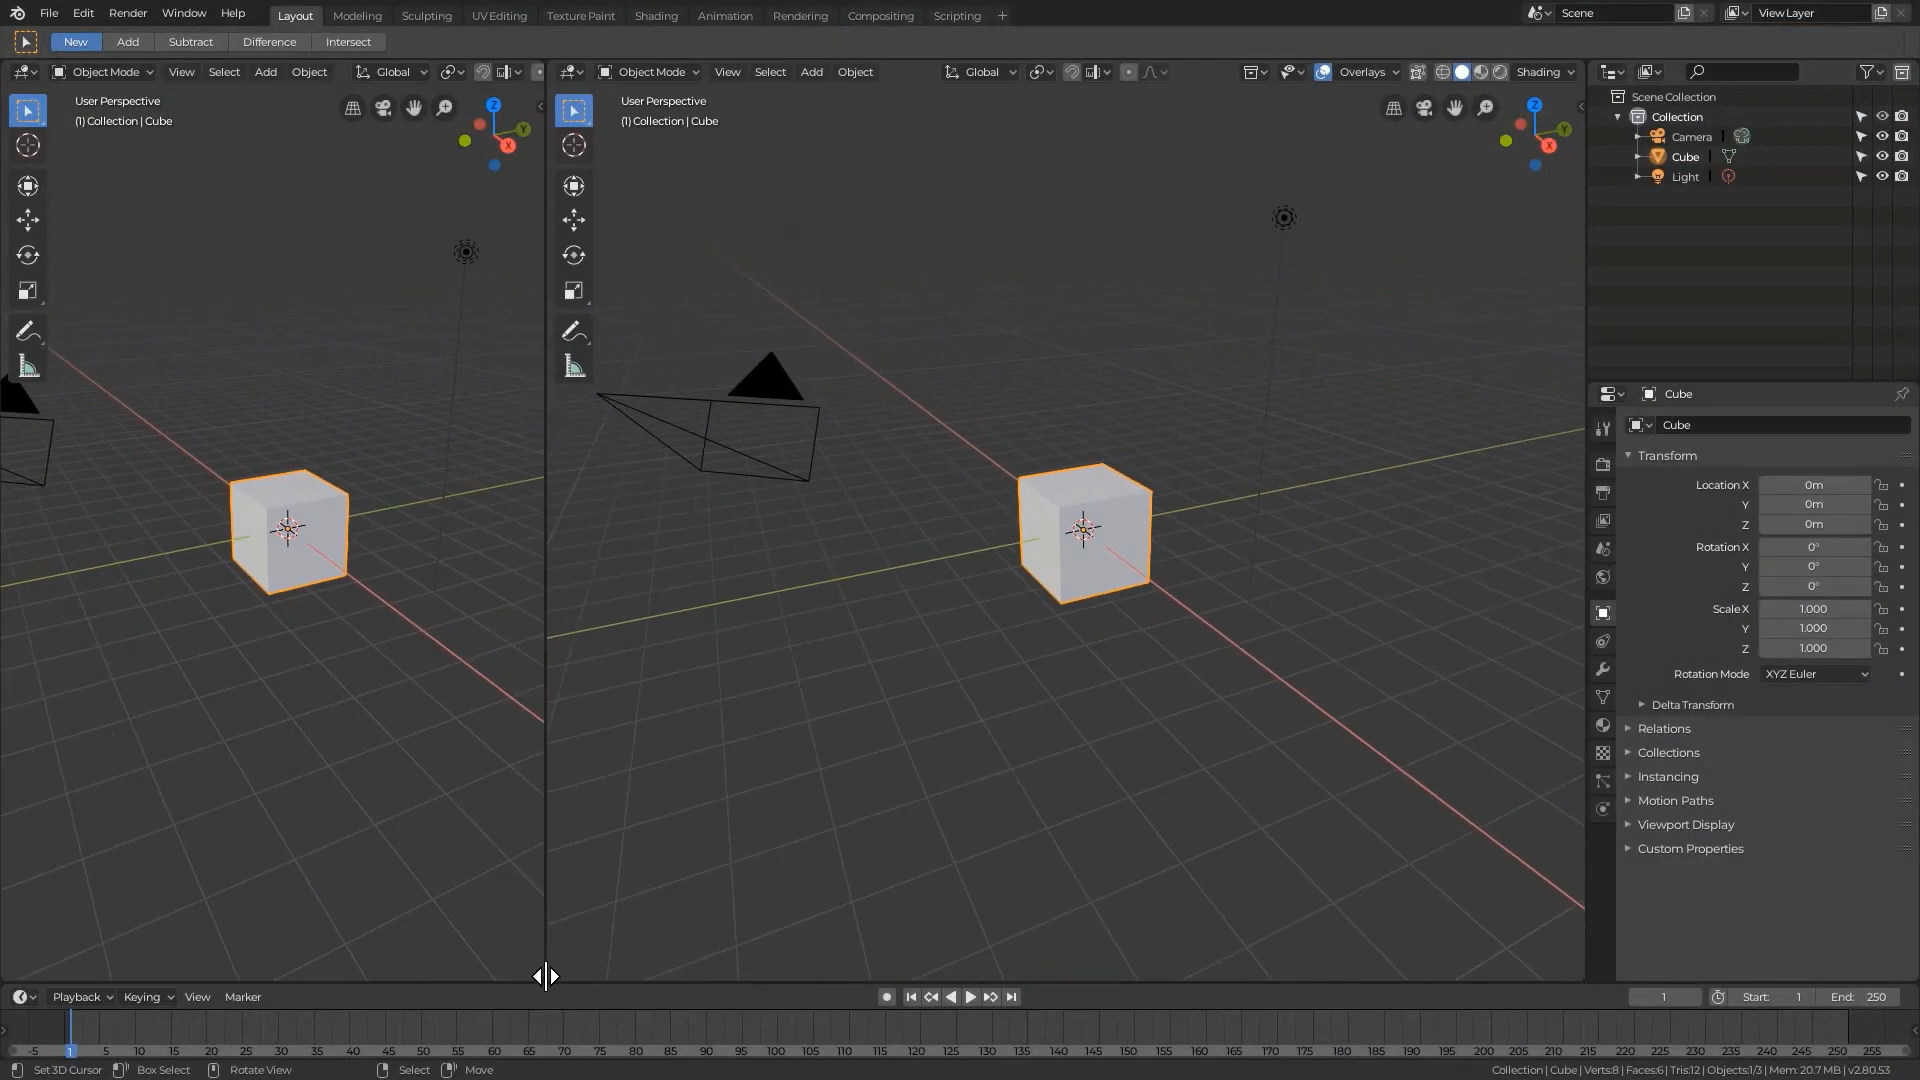 File Edit Render Window Help Layout Modeling Sculpting UV Editing Texture Paint Shading Animation Rendering Compositing Scripting + Scene View Layer
New Add Subtract Difference Intersect
Object Mode View Select Add Object Global Object Mode View Select Add Object Global Overlays Shading
User Perspective
(1) Collection | Cube
Z
Y
X
User Perspective
(1) Collection | Cube
Z
Y
X
Scene Collection
Collection
Camera
Cube
Light
Cube
Cube
Transform
Location X 0m
Y 0m
Z 0m
Rotation X 0°
Y 0°
Z 0°
Scale X 1.000
Y 1.000
Z 1.000
Rotation Mode XYZ Euler
Delta Transform
Relations
Collections
Instancing
Motion Paths
Viewport Display
Custom Properties
Playback Keying View Marker 1 Start: 1 End: 250
-5 1 5 10 15 20 25 30 35 40 45 50 55 60 65 70 75 80 85 90 95 100 105 110 115 120 125 130 135 140 145 150 155 160 165 170 175 180 185 190 195 200 205 210 215 220 225 230 235 240 245 250 255
Set 3D Cursor Box Select Rotate View Select Move Collection | Cube | Verts:8 | Faces:6 | Tris:12 | Objects:1/3 | Mem: 20.7 MB | v2.80.53